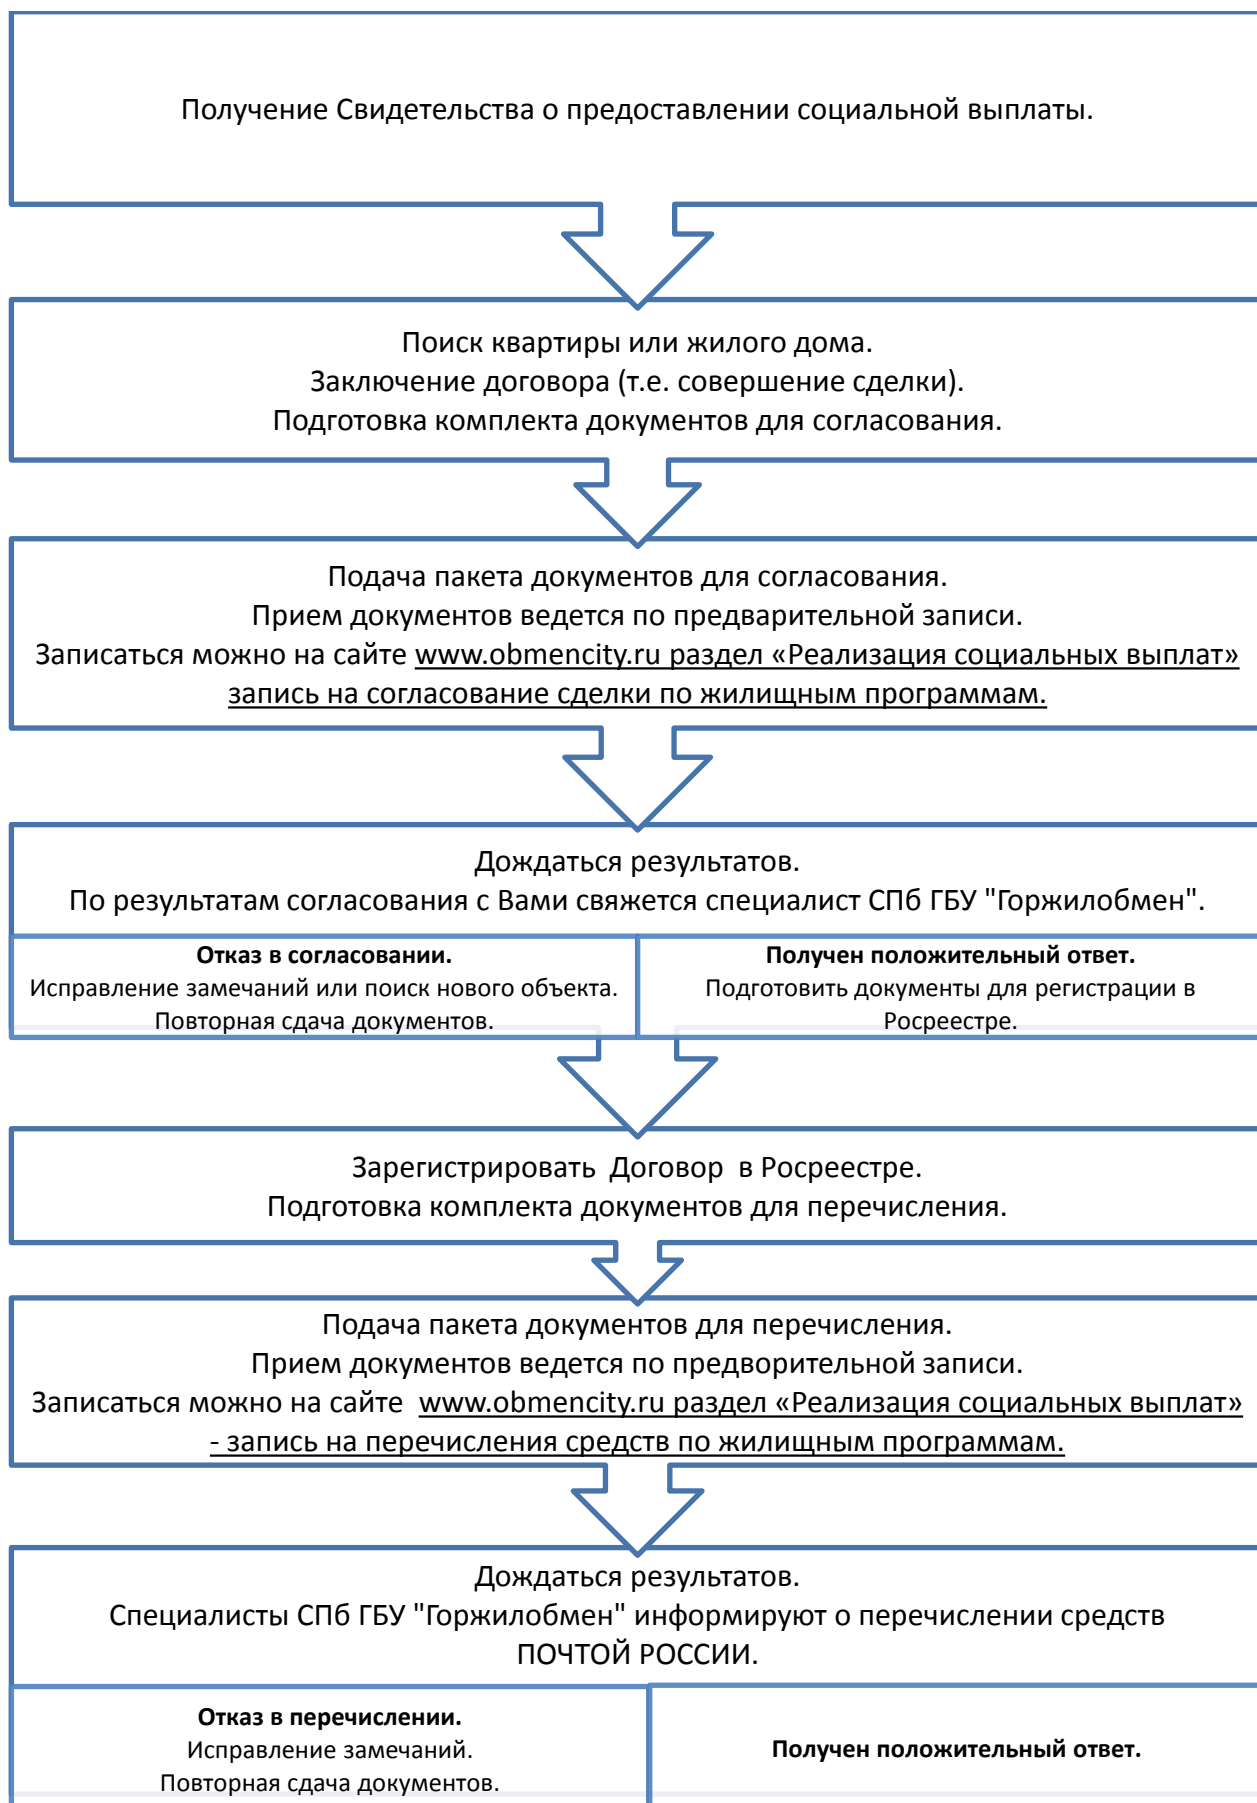 Получение Свидетельства о предоставлении социальной выплаты.
Поиск квартиры или жилого дома.
Заключение договора (т.е. совершение сделки).
Подготовка комплекта документов для согласования.
Подача пакета документов для согласования.
Прием документов ведется по предварительной записи.
Записаться можно на сайте www.obmencity.ru раздел «Реализация социальных выплат»
запись на согласование сделки по жилищным программам.
Дождаться результатов.
По результатам согласования с Вами свяжется специалист СПб ГБУ "Горжилобмен".
Отказ в согласовании.
Исправление замечаний или поиск нового объекта.
Повторная сдача документов.
Получен положительный ответ.
Подготовить документы для регистрации в
Росреестре.
Зарегистрировать  Договор  в Росреестре.
Подготовка комплекта документов для перечисления.
Подача пакета документов для перечисления.
Прием документов ведется по предворительной записи.
Записаться можно на сайте  www.obmencity.ru раздел «Реализация социальных выплат»
- запись на перечисления средств по жилищным программам.
Дождаться результатов.
Специалисты СПб ГБУ "Горжилобмен" информируют о перечислении средств
ПОЧТОЙ РОССИИ.
Отказ в перечислении.
Исправление замечаний.
Повторная сдача документов.
Получен положительный ответ.